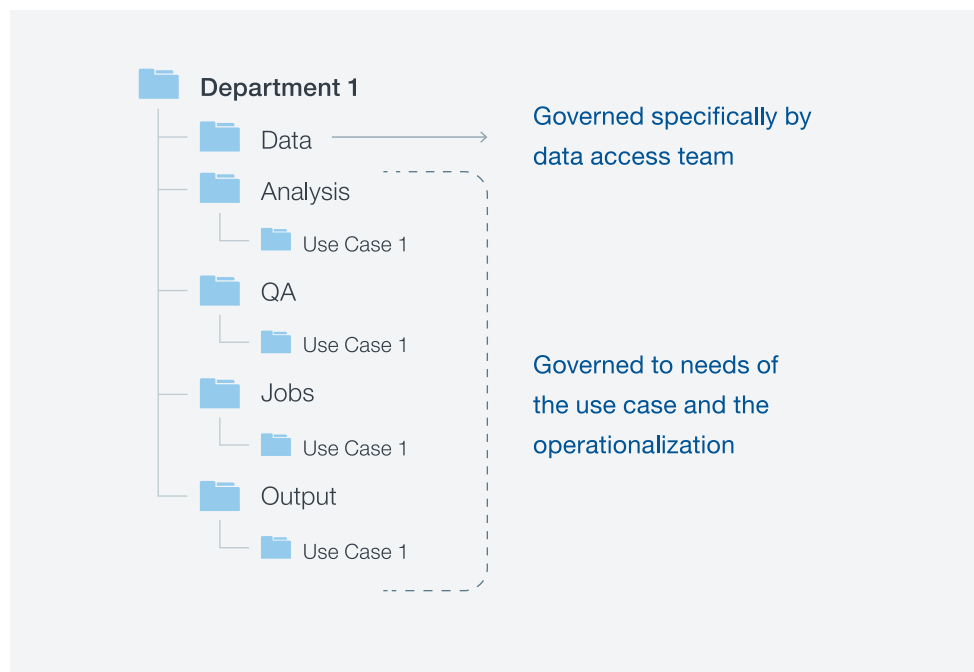 Department 1
Data
Governed specifically by
data access team
Analysis
Use Case 1
QA
Use Case 1
Jobs
Use Case 1
Output
Use Case 1
Governed to needs of
the use case and the
operationalization